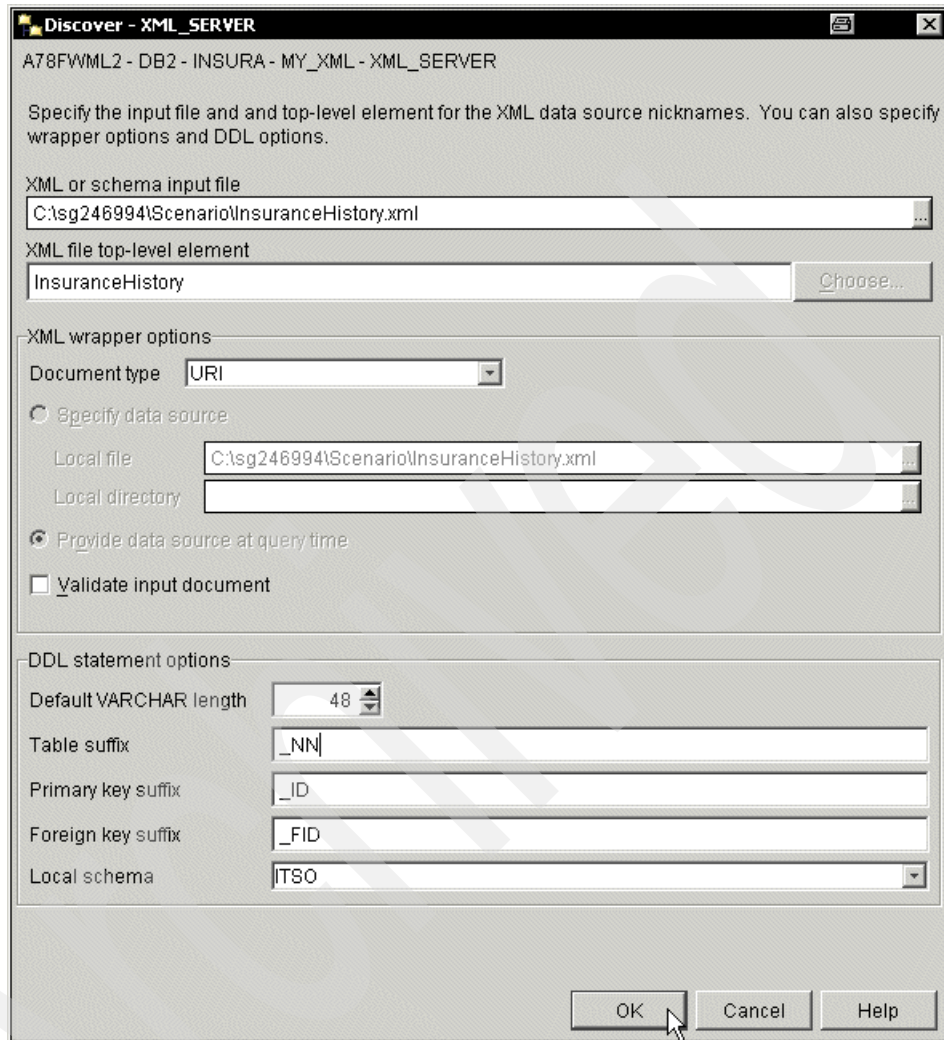 Discover - XML_SERVER
A78FWML2 - DB2 - INSURA - MY_XML - XML_SERVER
Specify the input file and and top-level element for the XML data source nicknames. You can also specify
wrapper options and DDL options.
XML or schema input file
C:\sg246994\Scenario\InsuranceHistory.xml
...
XML file top-level element
InsuranceHistory
Choose...
XML wrapper options
Document type URI
Specify data source
Local file C:\sg246994\Scenario\InsuranceHistory.xml ...
Local directory ...
Provide data source at query time
Validate input document
DDL statement options
Default VARCHAR length 48
Table suffix _NN
Primary key suffix _ID
Foreign key suffix _FID
Local schema ITSO
OK Cancel Help